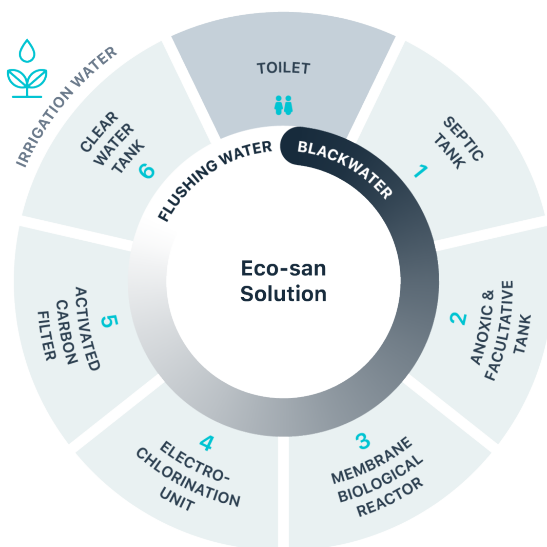 TOILET
BLACKWATER
SEPTIC
TANK
1
2
ANOXIC &
FACULTATIVE
TANK
3
MEMBRANE
BIOLOGICAL
REACTOR
4
ELECTRO-
CHLORINATION
UNIT
5
ACTIVATED
CARBON
FILTER
CLEAR
WATER
TANK
6
IRRIGATION WATER
FLUSHING WATER
Eco-san
Solution